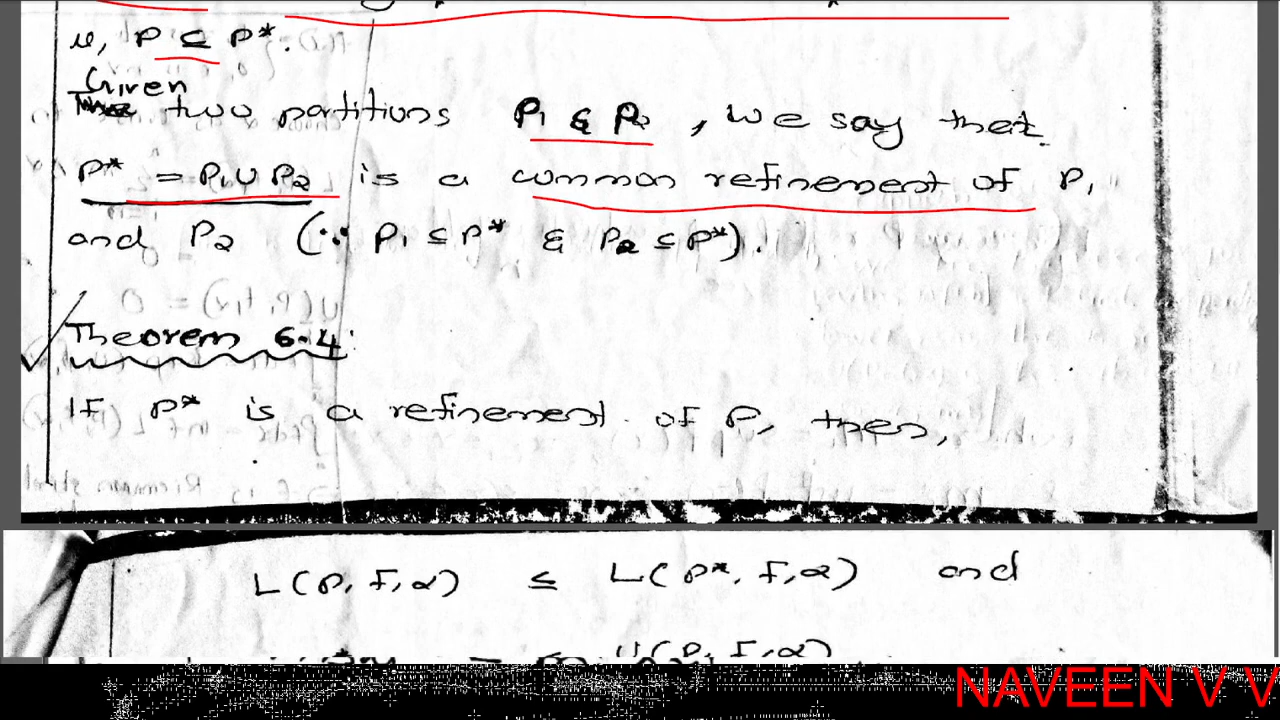 ie, P ⊆ P*.
Given
two partitions P1 & P2, we say that
P* = P1 ∪ P2 is a common refinement of P1
and P2 (∵ P1 ⊆ P* & P2 ⊆ P*).
Theorem 6.4:
If P* is a refinement of P, then,
L(P, f, α) ≤ L(P*, f, α) and
U(P, f, α)
NAVEEN V V